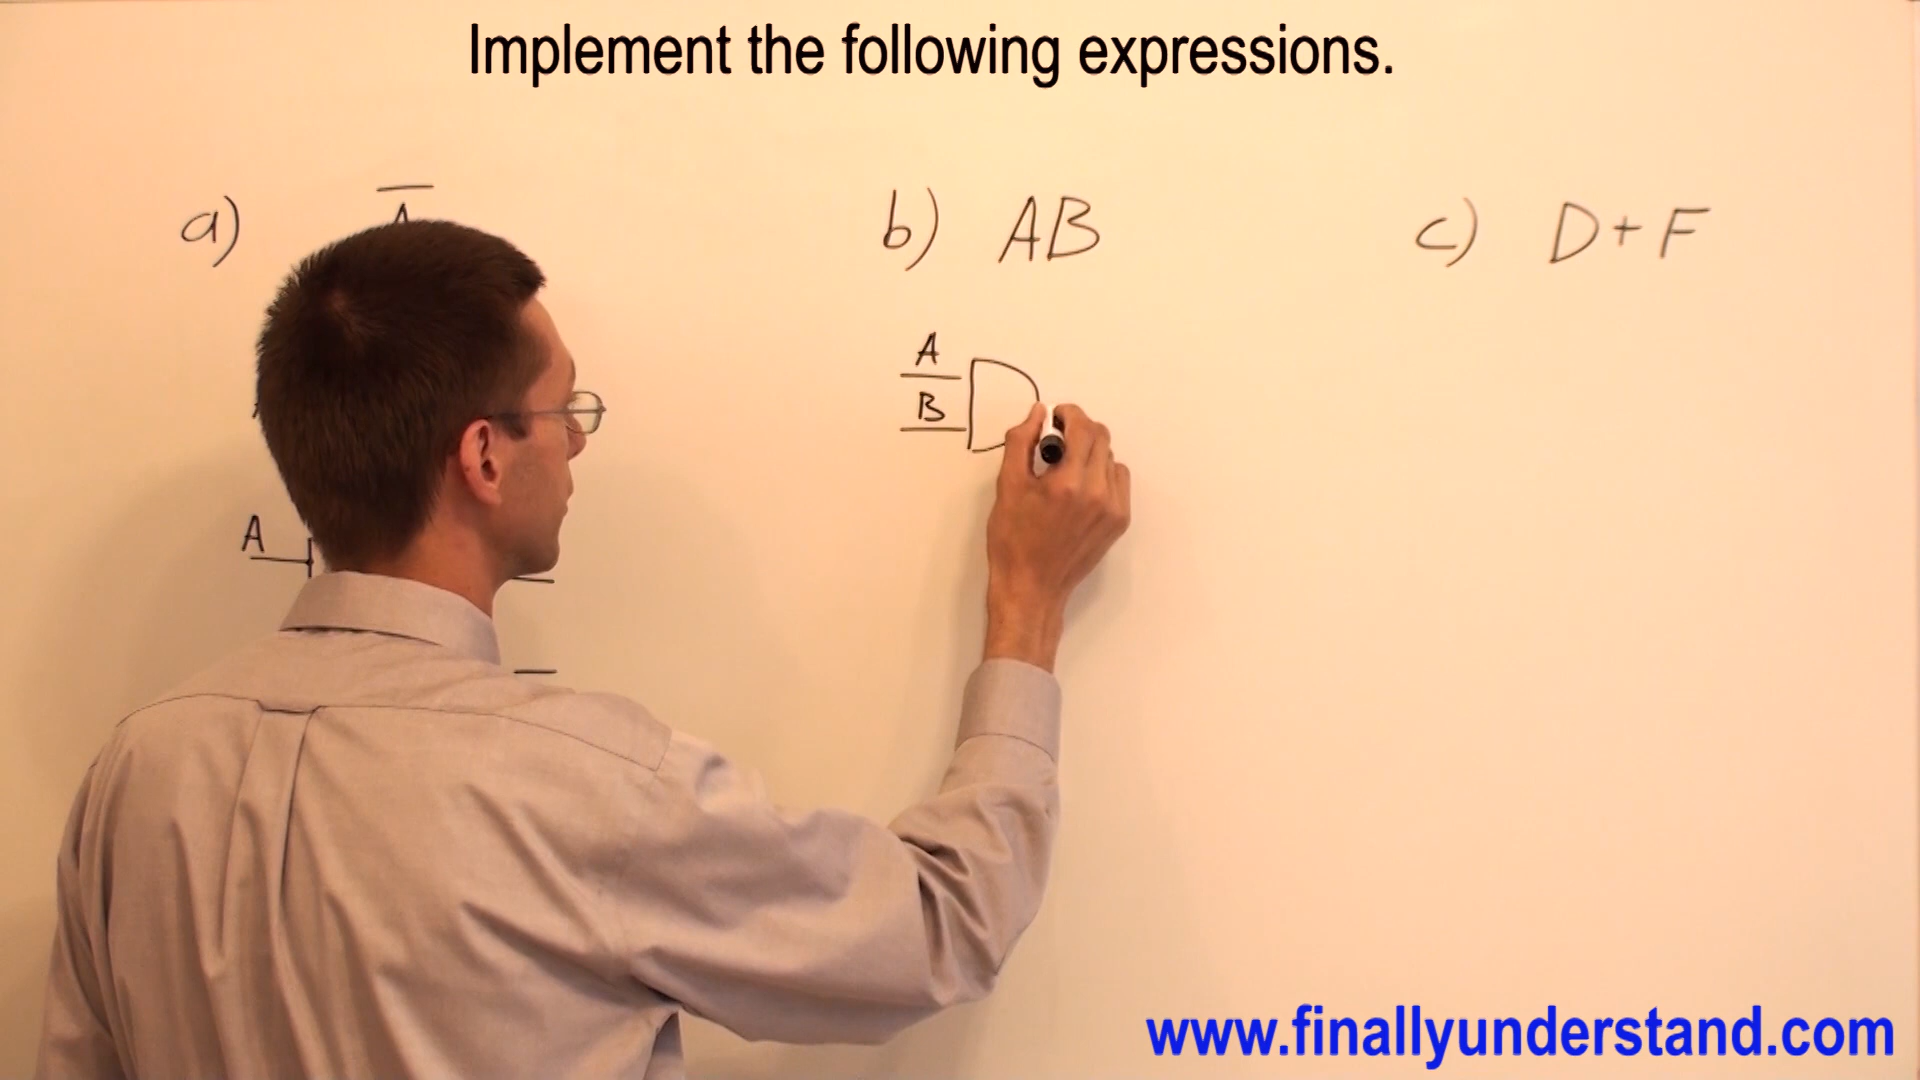 Implement the following expressions.
a) A̅ b) AB c) D+F
A
B
A
www.finallyunderstand.com